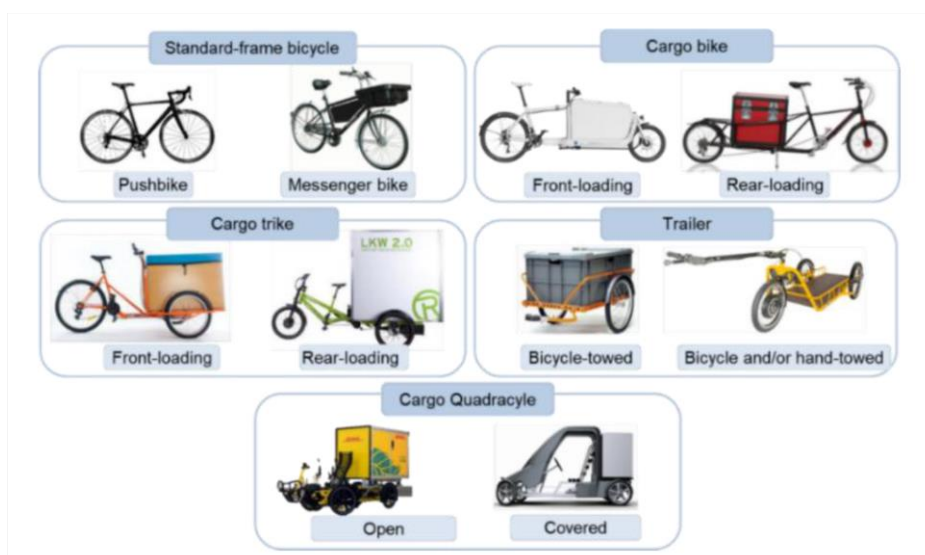 Standard-frame bicycle
Pushbike
Messenger bike
Cargo bike
Front-loading
Rear-loading
Cargo trike
LKW 2.0
Front-loading
Rear-loading
Trailer
Bicycle-towed
Bicycle and/or hand-towed
Cargo Quadracyle
Open
Covered